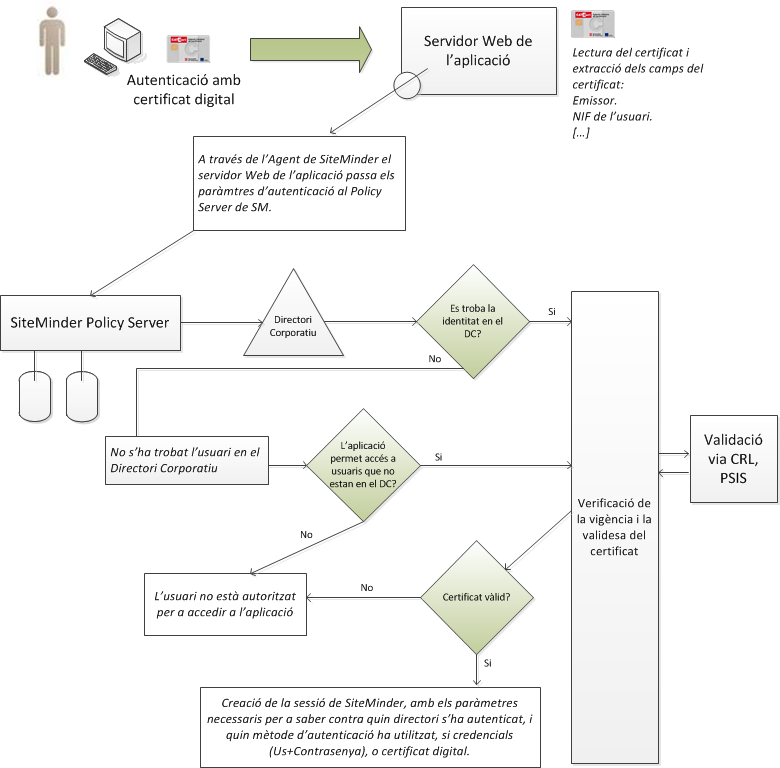 Autenticació amb
certificat digital
Servidor Web de
l'aplicació
Lectura del certificat i
extracció dels camps del
certificat:
Emissor.
NIF de l'usuari.
[...]
A través de l'Agent de SiteMinder el
servidor Web de l'aplicació passa els
paràmtres d'autenticació al Policy
Server de SM.
SiteMinder Policy Server
Directori
Corporatiu
Es troba la
identitat en el
DC?
Si
No
No s'ha trobat l'usuari en el
Directori Corporatiu
L'aplicació
permet accés a
usuaris que no
estan en el DC?
Si
No
Verificació de
la vigència i la
validesa del
certificat
Validació
via CRL,
PSIS
L'usuari no està autoritzat
per a accedir a l'aplicació
No
Certificat vàlid?
Si
Creació de la sessió de SiteMinder, amb els paràmetres
necessaris per a saber contra quin directori s'ha autenticat, i
quin mètode d'autenticació ha utilitzat, si credencials
(Us+Contrasenya), o certificat digital.